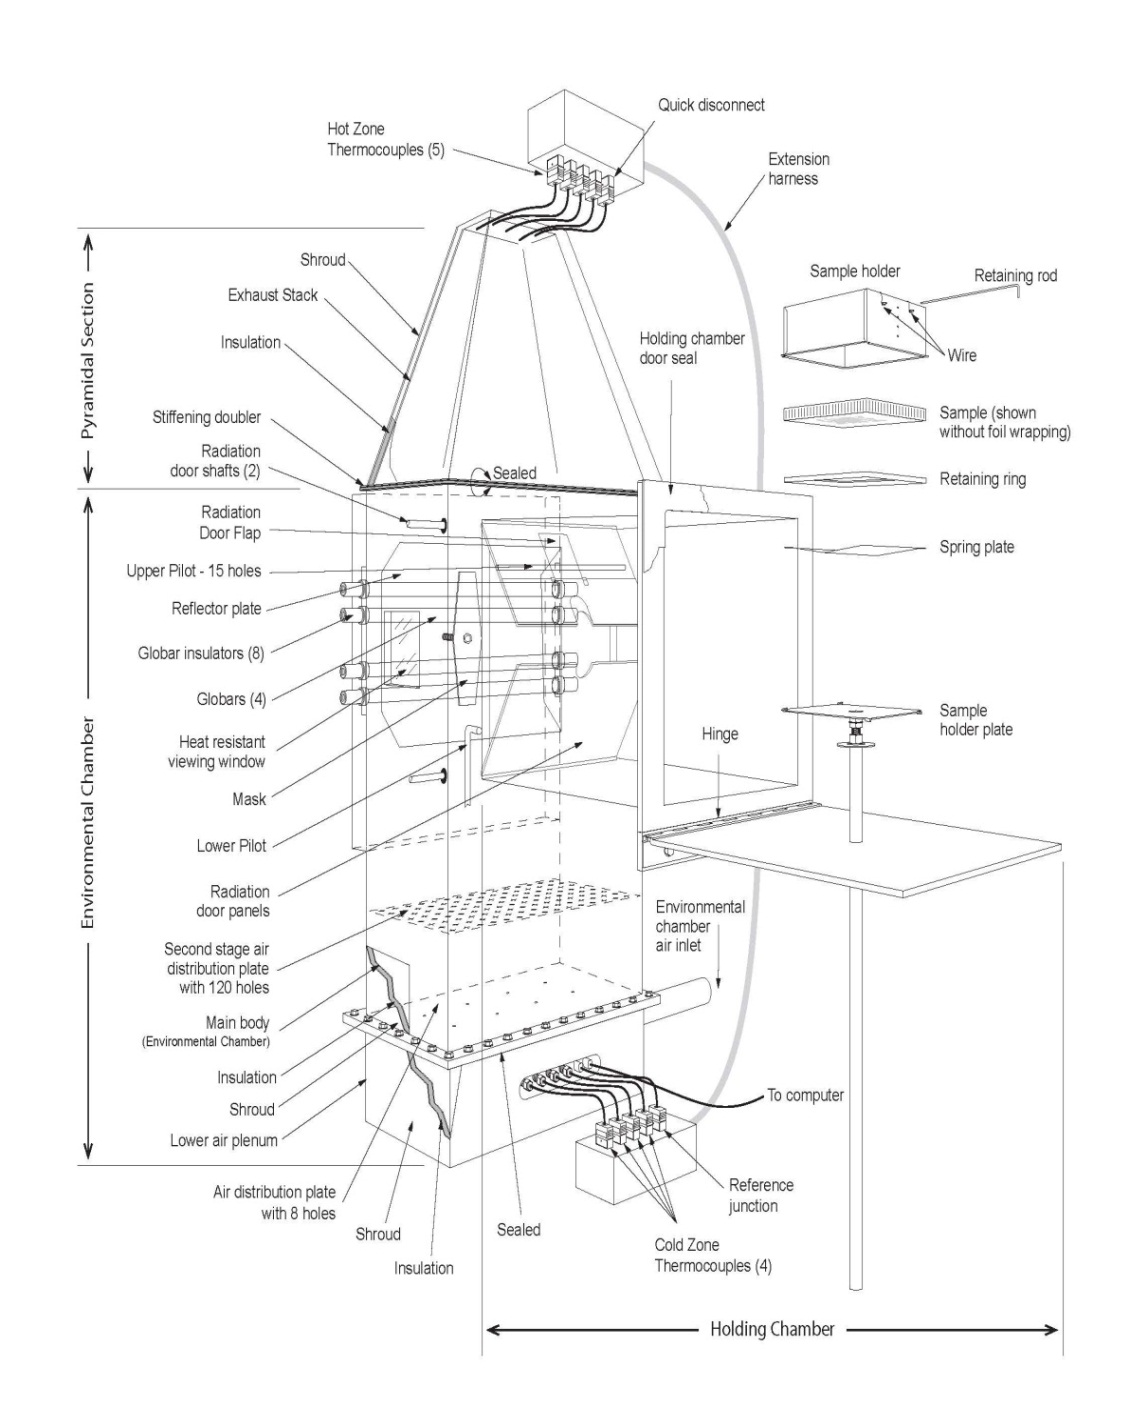 Quick disconnect
Hot Zone
Thermocouples (5)
Extension
harness
Shroud
Sample holder
Retaining rod
Exhaust Stack
Insulation
Holding chamber
door seal
Wire
Pyramidal Section
Stiffening doubler
Sample (shown
without foil wrapping)
Radiation
door shafts (2)
Sealed
Retaining ring
Radiation
Door Flap
Spring plate
Upper Pilot - 15 holes
Reflector plate
Globar insulators (8)
Globars (4)
Sample
holder plate
Heat resistant
viewing window
Hinge
Mask
Environmental Chamber
Lower Pilot
Radiation
door panels
Environmental
chamber
air inlet
Second stage air
distribution plate
with 120 holes
Main body
(Environmental Chamber)
Insulation
Shroud
To computer
Lower air plenum
Air distribution plate
with 8 holes
Reference
junction
Shroud
Sealed
Insulation
Cold Zone
Thermocouples (4)
Holding Chamber